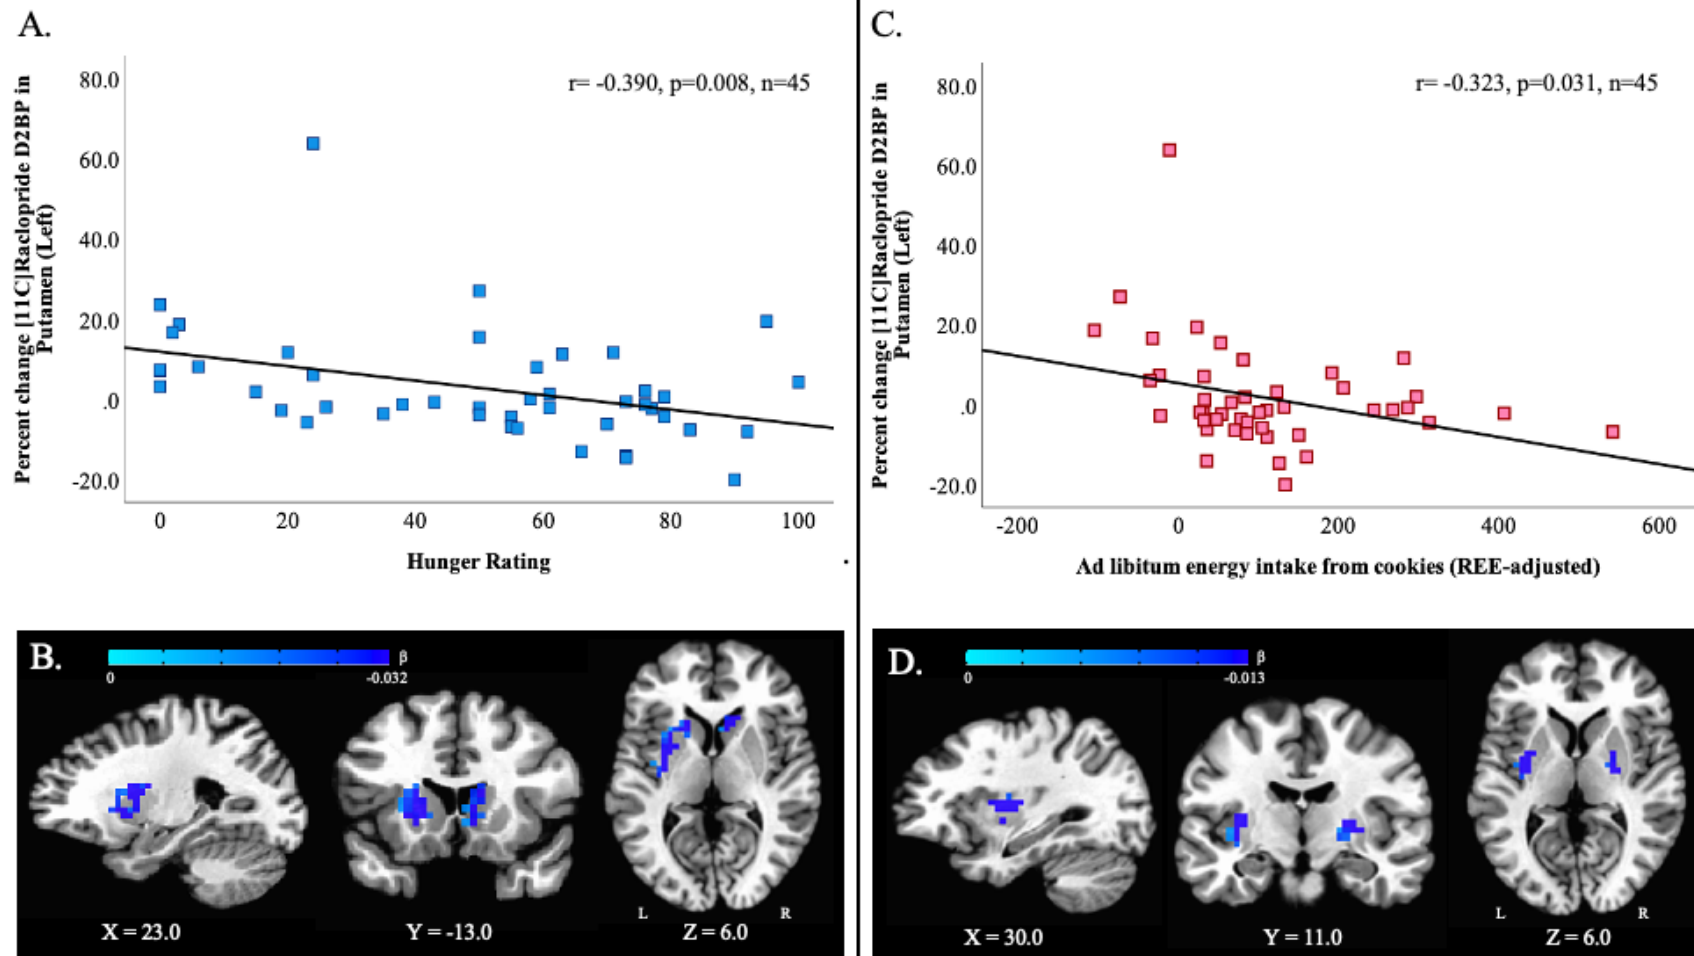 A.
r= -0.390, p=0.008, n=45
Percent change [11C]Raclopride D2BP in
Putamen (Left)
80.0
60.0
40.0
20.0
.0
-20.0
0 20 40 60 80 100
Hunger Rating
B.
β
0 -0.032
L R
X = 23.0 Y = -13.0 Z = 6.0
C.
r= -0.323, p=0.031, n=45
Percent change [11C]Raclopride D2BP in
Putamen (Left)
80.0
60.0
40.0
20.0
.0
-20.0
-200 0 200 400 600
Ad libitum energy intake from cookies (REE-adjusted)
D.
β
0 -0.013
L R
X = 30.0 Y = 11.0 Z = 6.0